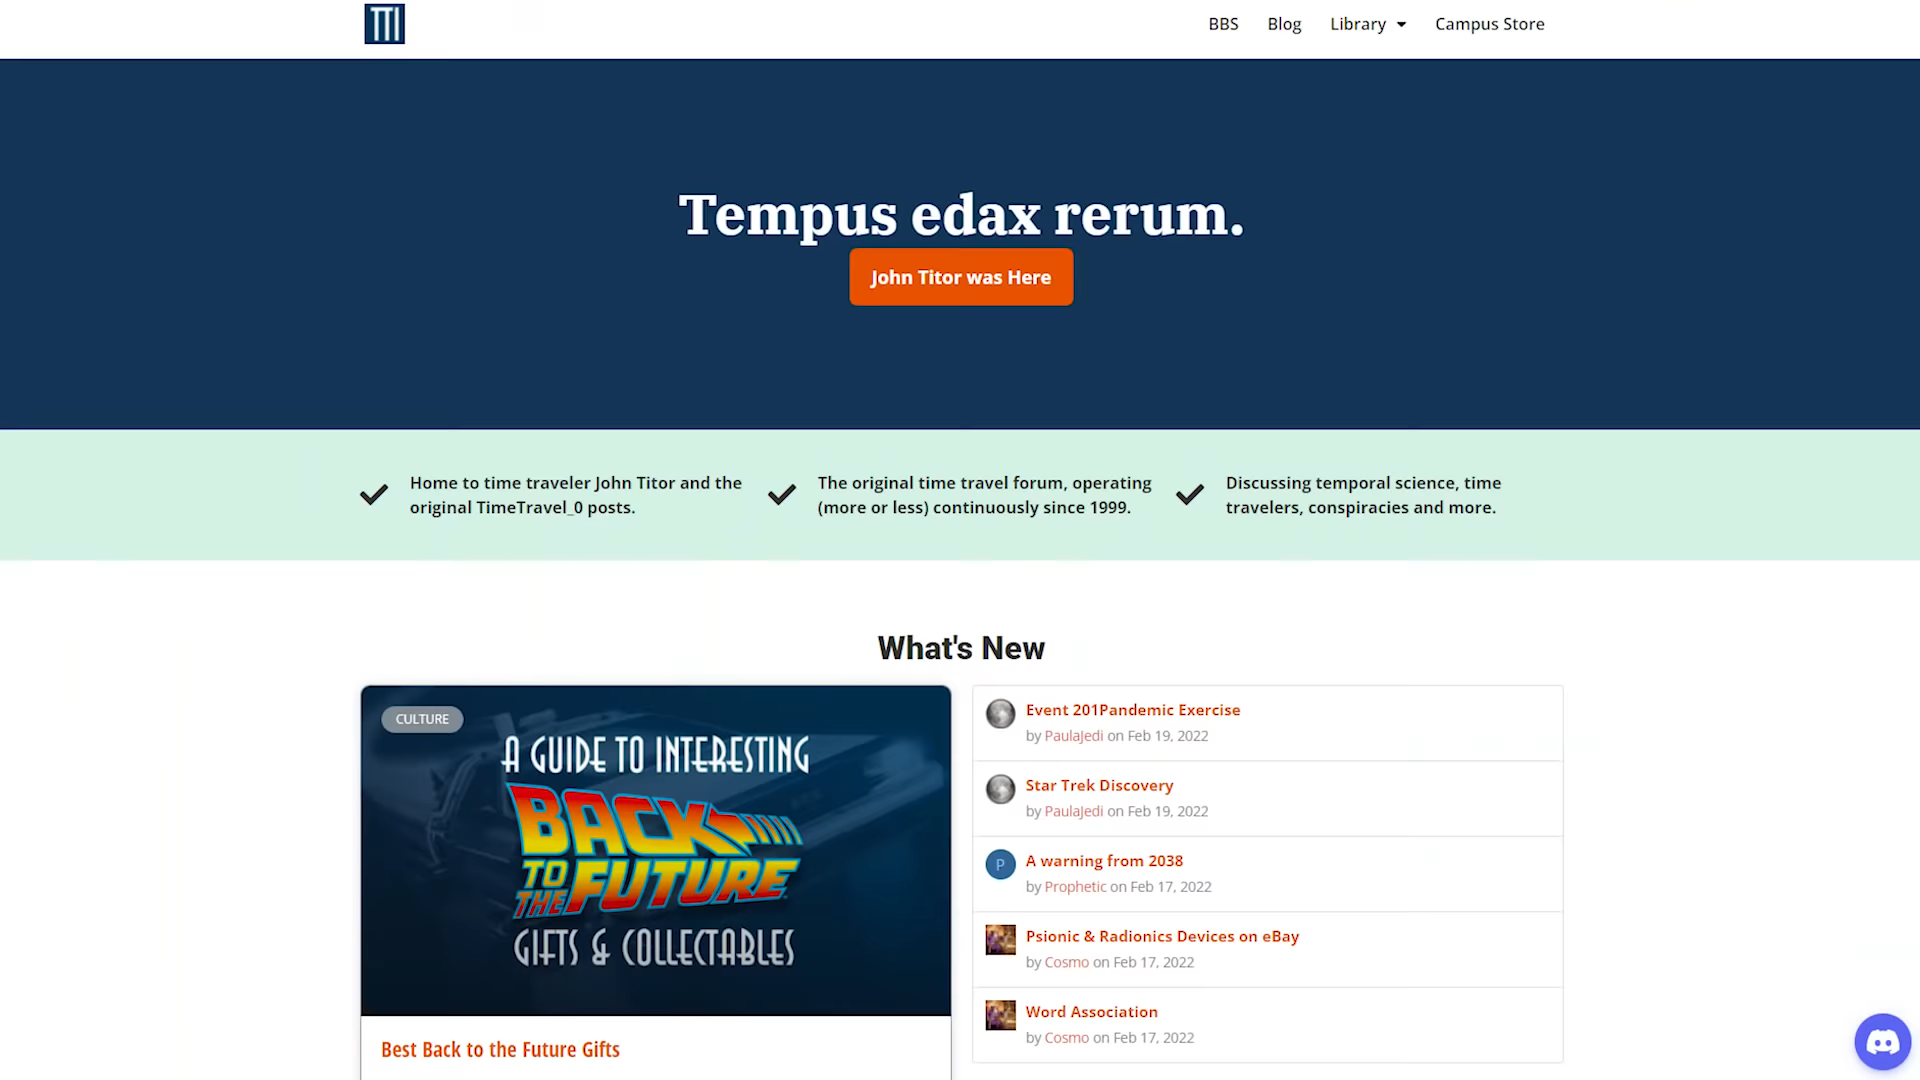 TTI
BBS
Blog
Library
Campus Store
Tempus edax rerum.
John Titor was Here
Home to time traveler John Titor and the
original TimeTravel_0 posts.
The original time travel forum, operating
(more or less) continuously since 1999.
Discussing temporal science, time
travelers, conspiracies and more.
What's New
CULTURE
A GUIDE TO INTERESTING
BACK
TO
THE FUTURE
GIFTS & COLLECTABLES
Best Back to the Future Gifts
Event 201Pandemic Exercise
by PaulaJedi on Feb 19, 2022
Star Trek Discovery
by PaulaJedi on Feb 19, 2022
P
A warning from 2038
by Prophetic on Feb 17, 2022
Psionic & Radionics Devices on eBay
by Cosmo on Feb 17, 2022
Word Association
by Cosmo on Feb 17, 2022